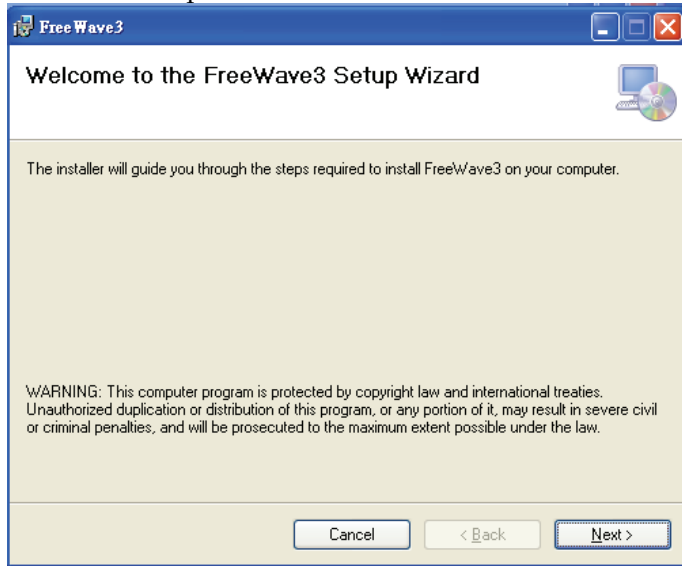 FreeWave3
Welcome to the FreeWave3 Setup Wizard
The installer will guide you through the steps required to install FreeWave3 on your computer.
WARNING: This computer program is protected by copyright law and international treaties.
Unauthorized duplication or distribution of this program, or any portion of it, may result in severe civil
or criminal penalties, and will be prosecuted to the maximum extent possible under the law.
Cancel < Back Next >